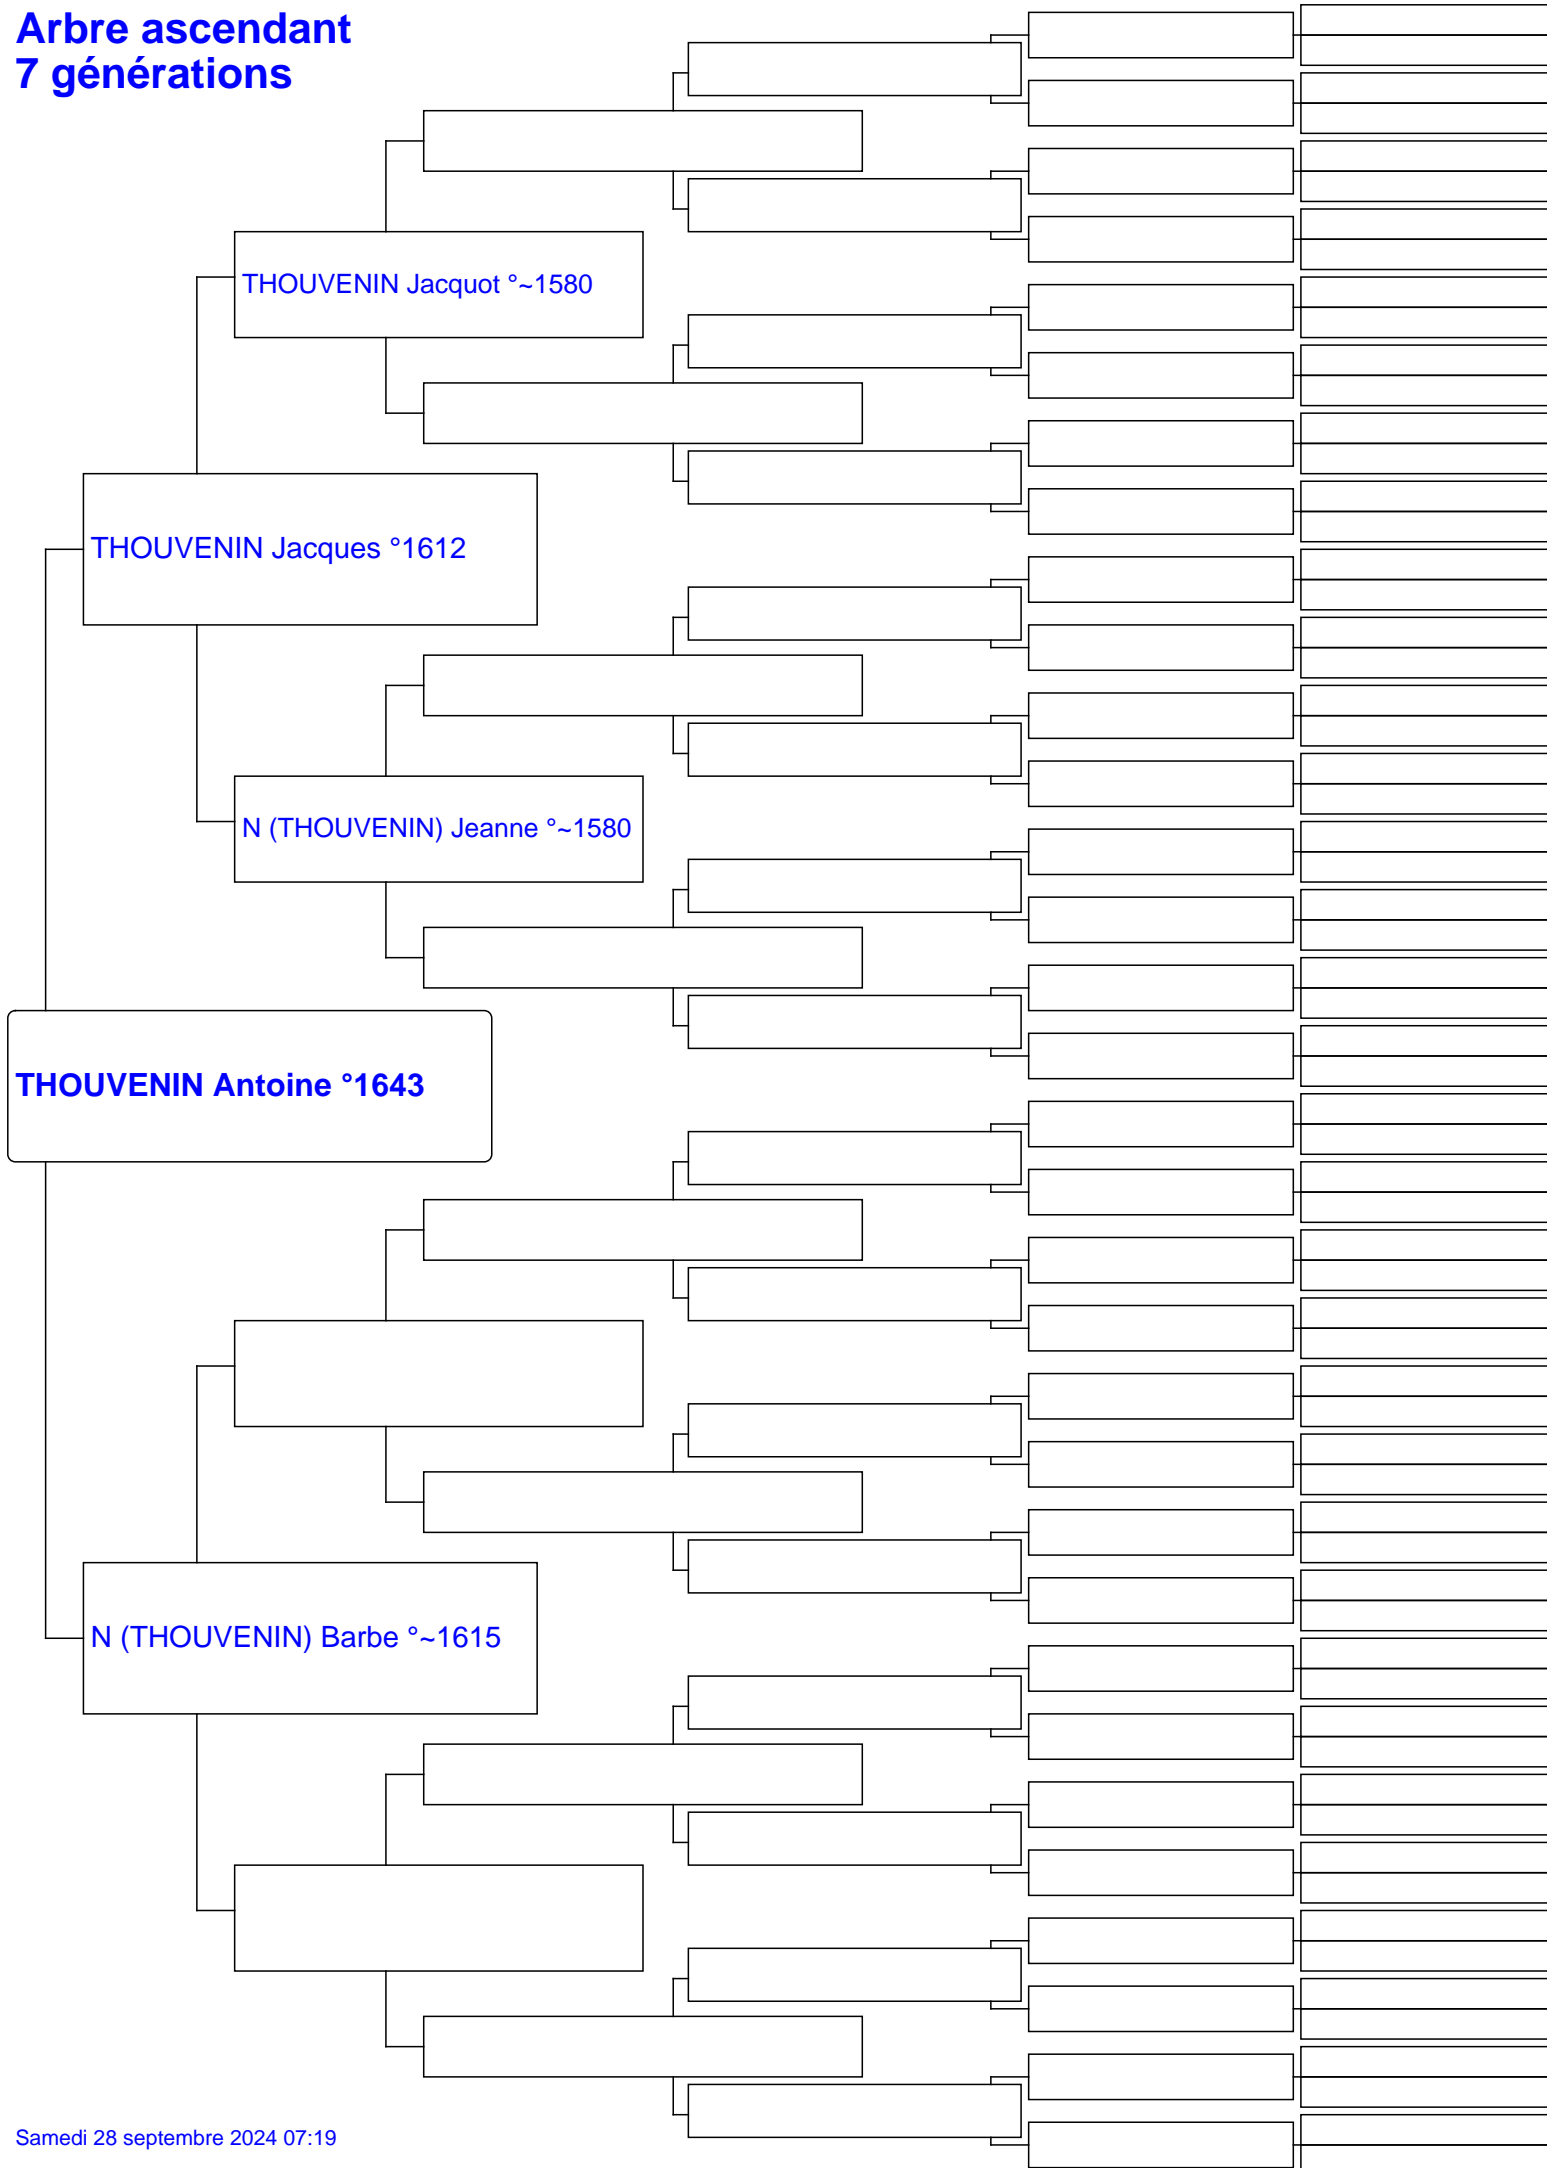 Arbre ascendant
7 générations
THOUVENIN Jacquot °~1580
THOUVENIN Jacques °1612
N (THOUVENIN) Jeanne °~1580
THOUVENIN Antoine °1643
N (THOUVENIN) Barbe °~1615
Samedi 28 septembre 2024 07:19